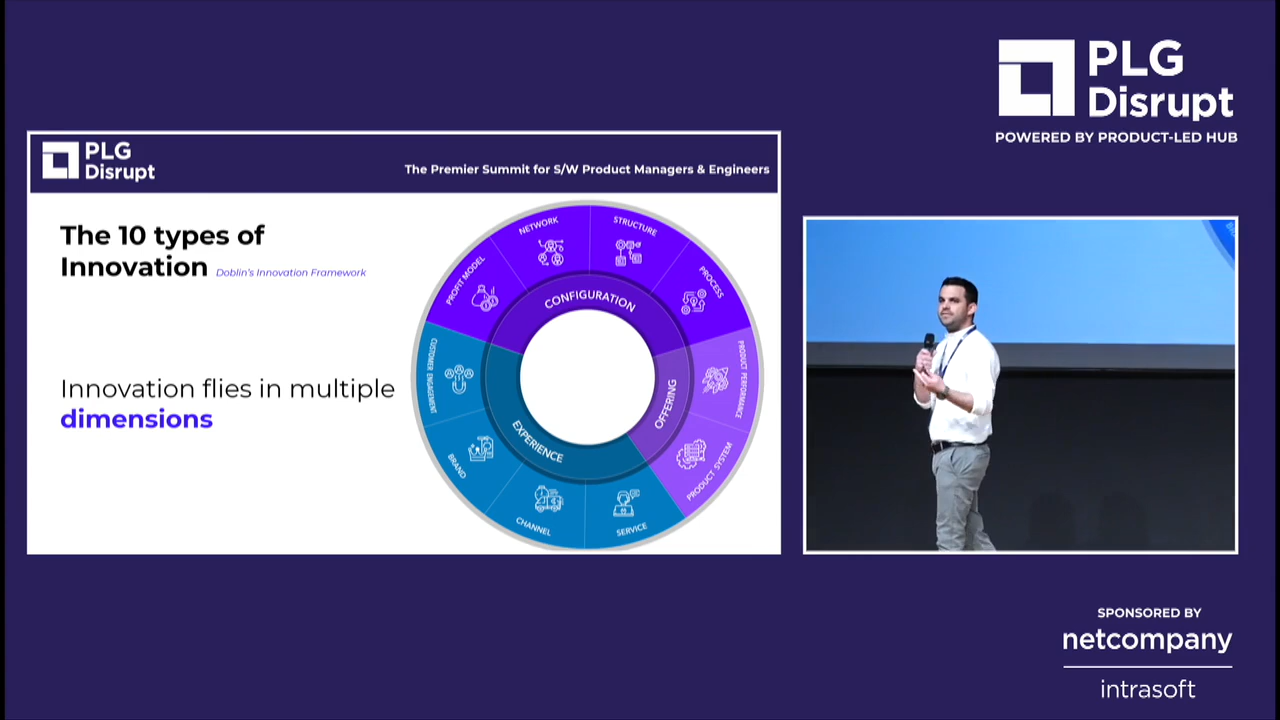 PLG
Disrupt
POWERED BY PRODUCT-LED HUB
PLG
Disrupt
The Premier Summit for S/W Product Managers & Engineers
The 10 types of
Innovation Doblin's Innovation Framework
Innovation flies in multiple
dimensions
CONFIGURATION
PROFIT MODEL
NETWORK
STRUCTURE
PROCESS
OFFERING
PRODUCT PERFORMANCE
PRODUCT SYSTEM
EXPERIENCE
SERVICE
CHANNEL
BRAND
CUSTOMER ENGAGEMENT
SPONSORED BY
netcompany
intrasoft